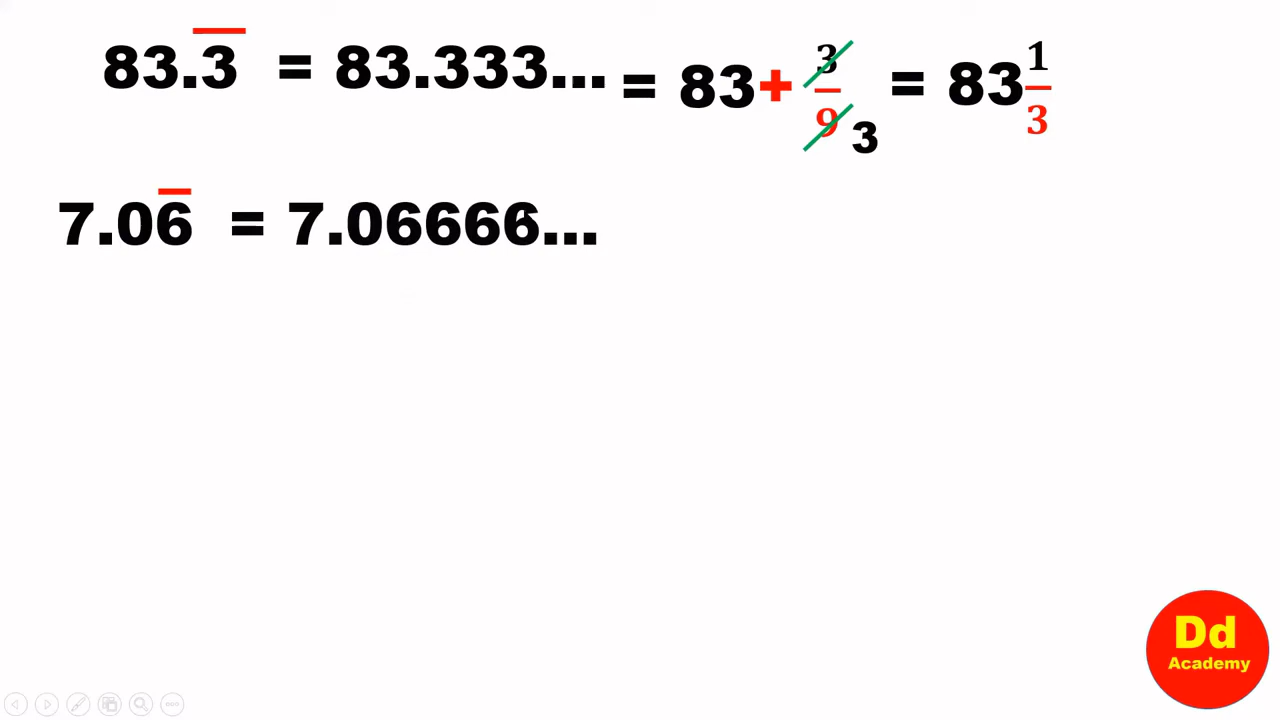 83.3̅ = 83.333... = 83 + 3/9 3 = 83 1/3
7.06̅ = 7.06666...
Dd
Academy